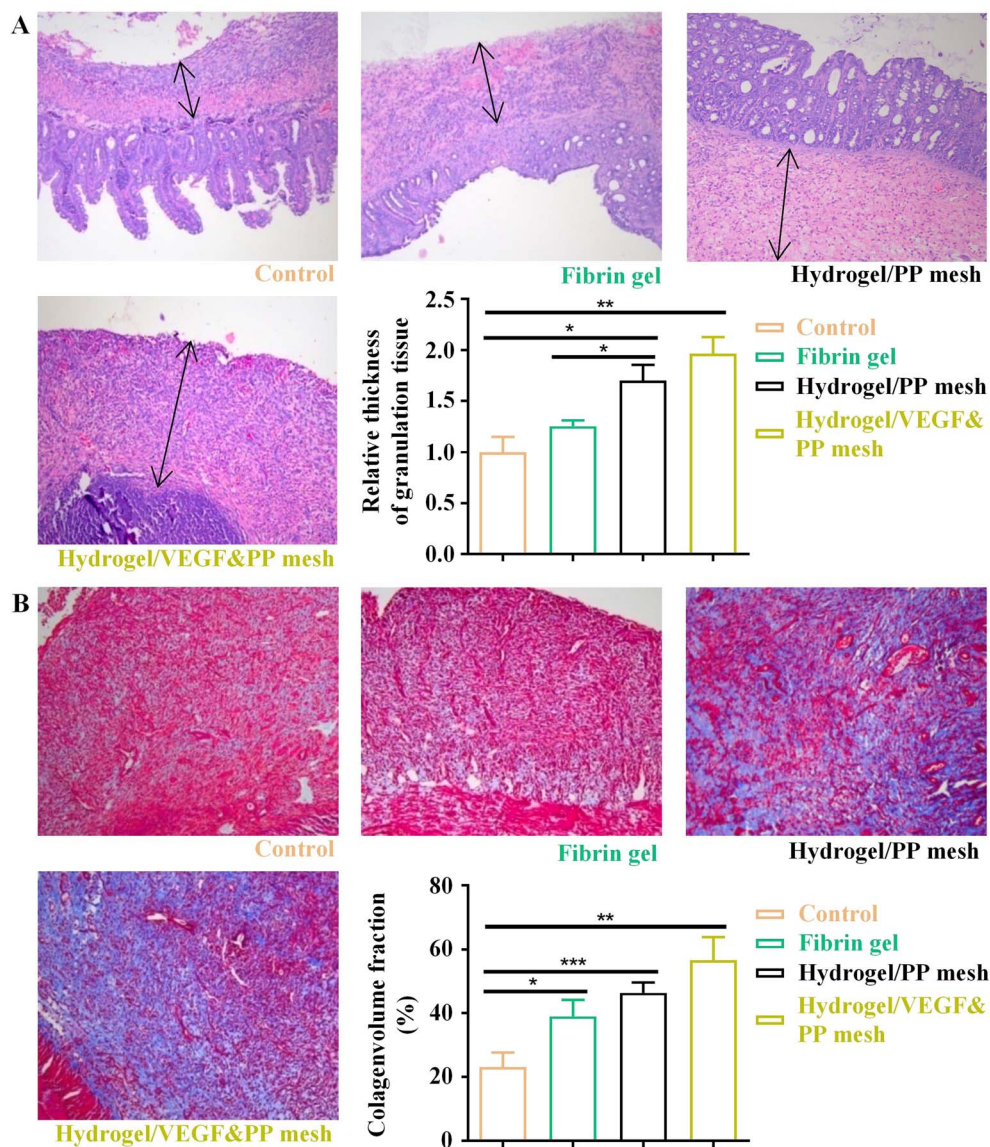 A
Control
Fibrin gel
Hydrogel/PP mesh
Hydrogel/VEGF&PP mesh
Relative thickness
of granulation tissue
2.5
2.0
1.5
1.0
0.5
0.0
**
*
*
Control
Fibrin gel
Hydrogel/PP mesh
Hydrogel/VEGF&
PP mesh
B
Control
Fibrin gel
Hydrogel/PP mesh
Hydrogel/VEGF&PP mesh
Colagenvolume fraction
(%)
80
60
40
20
0
**
***
*
Control
Fibrin gel
Hydrogel/PP mesh
Hydrogel/VEGF&
PP mesh